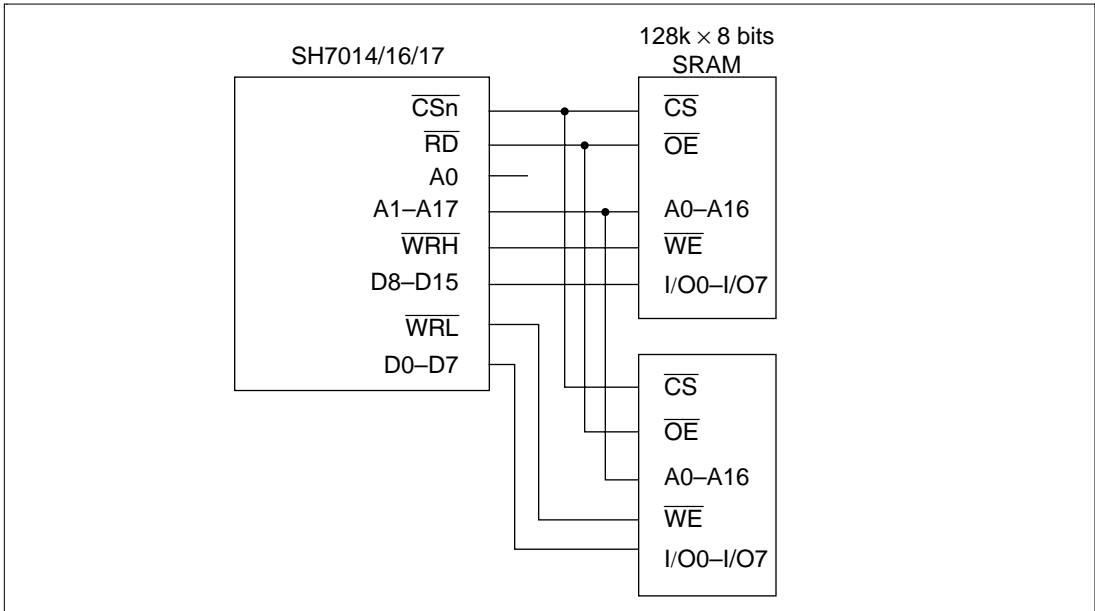 SH7014/16/17
CSn
RD
A0
A1–A17
WRH
D8–D15
WRL
D0–D7
128k × 8 bits
SRAM
CS
OE
A0–A16
WE
I/O0–I/O7
CS
OE
A0–A16
WE
I/O0–I/O7